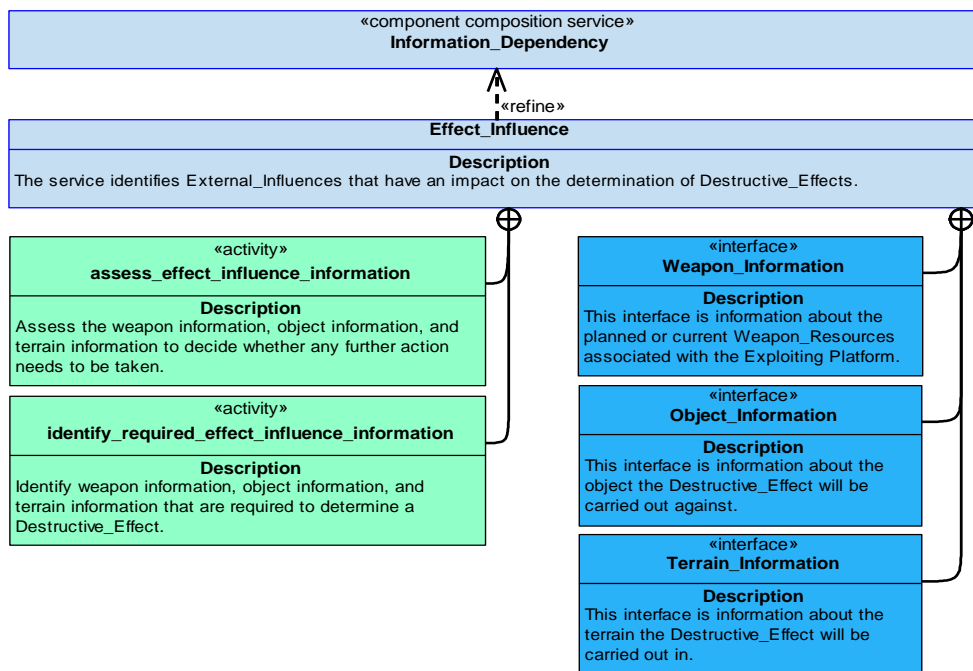 «component composition service»
Information_Dependency
«refine»
Effect_Influence
Description
The service identifies External_Influences that have an impact on the determination of Destructive_Effects.
«activity»
assess_effect_influence_information
Description
Assess the weapon information, object information, and
terrain information to decide whether any further action
needs to be taken.
«activity»
identify_required_effect_influence_information
Description
Identify weapon information, object information, and
terrain information that are required to determine a
Destructive_Effect.
«interface»
Weapon_Information
Description
This interface is information about the
planned or current Weapon_Resources
associated with the Exploiting Platform.
«interface»
Object_Information
Description
This interface is information about the
object the Destructive_Effect will be
carried out against.
«interface»
Terrain_Information
Description
This interface is information about the
terrain the Destructive_Effect will be
carried out in.